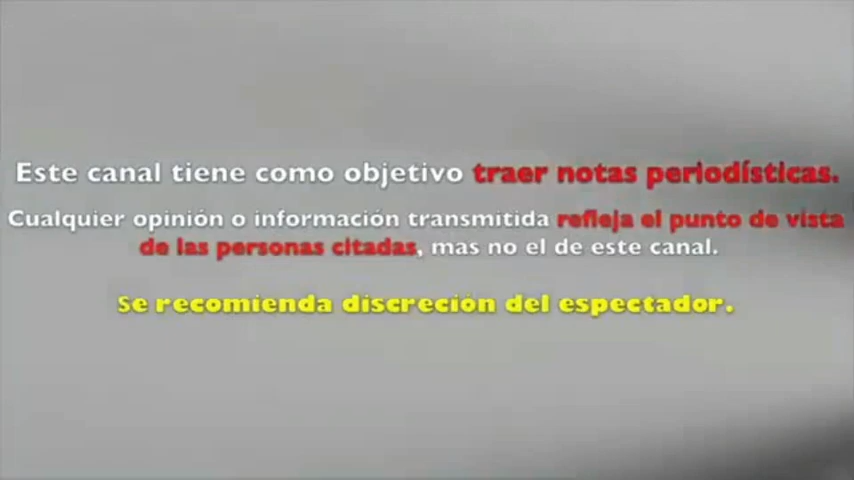 Este canal tiene como objetivo traer notas periodísticas.
Cualquier opinión o información transmitida refleja el punto de vista
de las personas citadas, mas no el de este canal.
Se recomienda discreción del espectador.